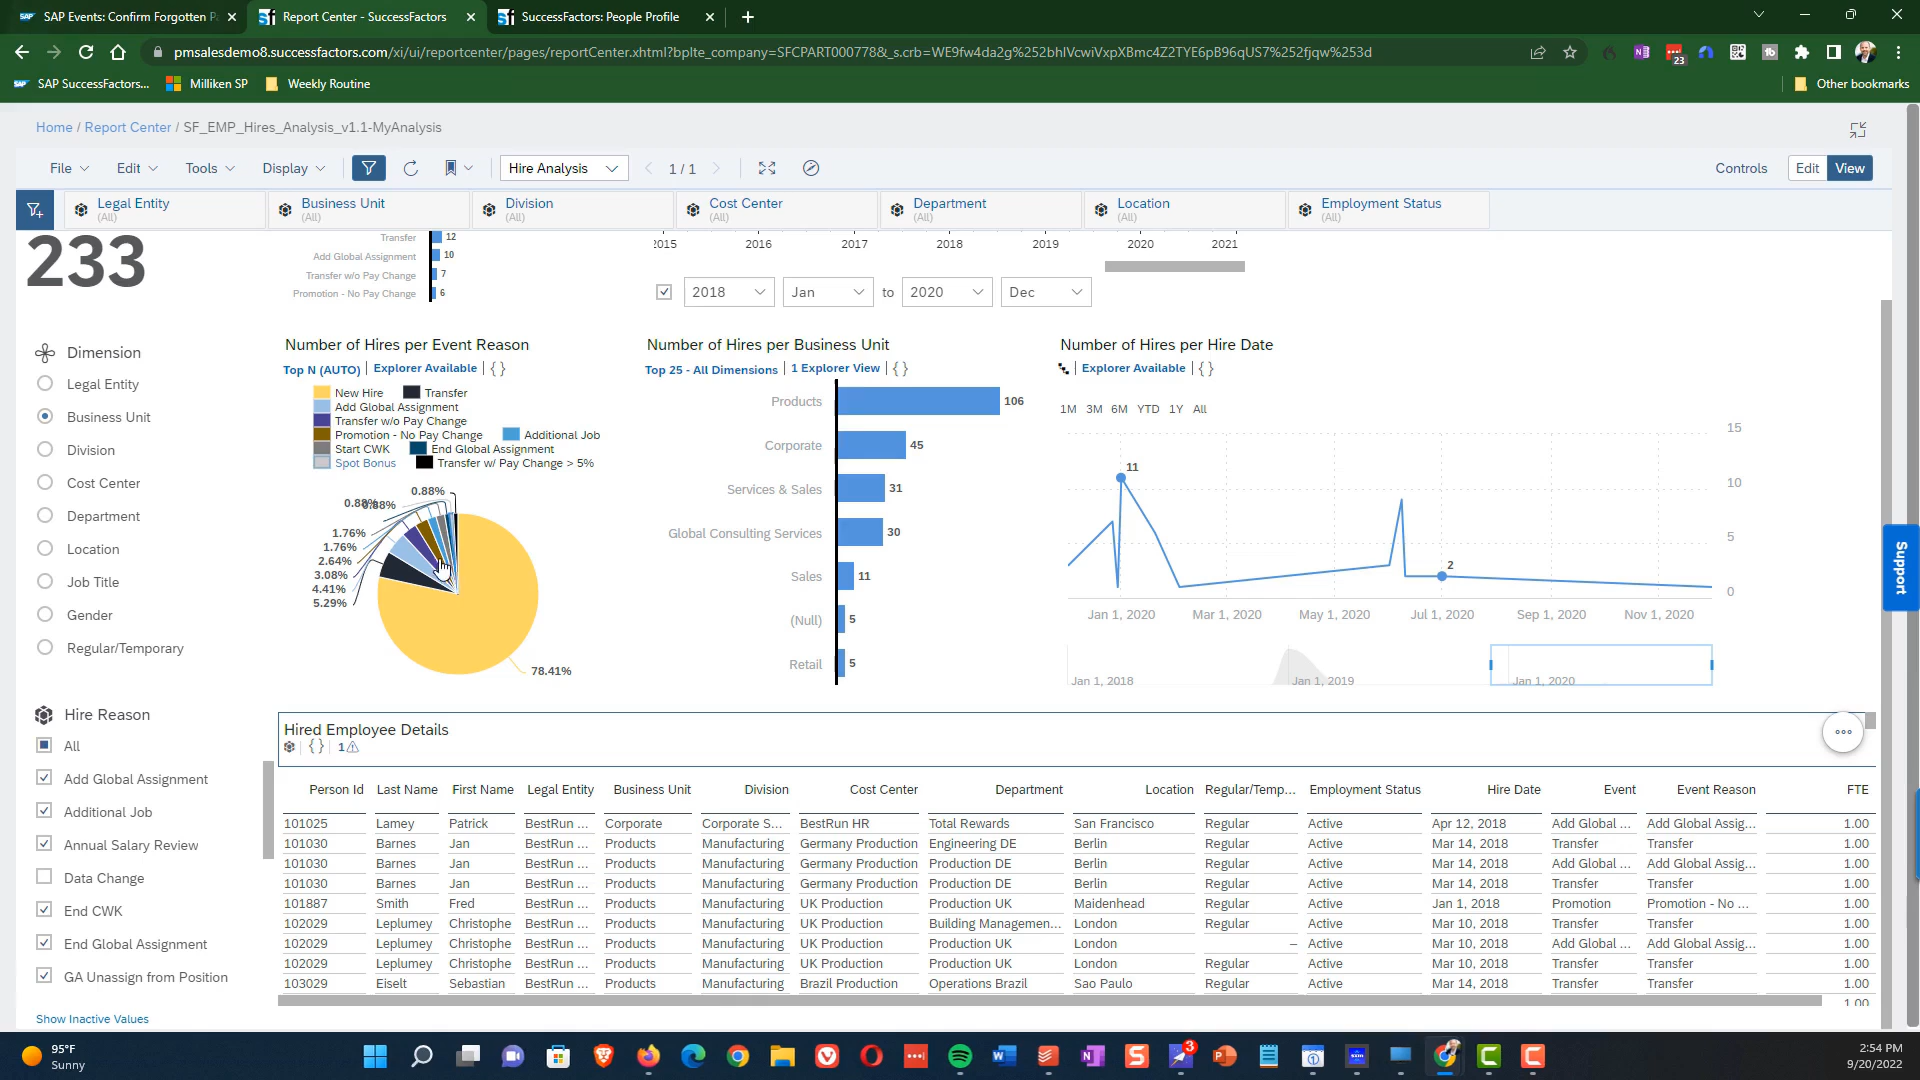 SAP Events: Confirm Forgotten P
Report Center - SuccessFactors
SuccessFactors: People Profile
pmsalesdemo8.successfactors.com/xi/ui/reportcenter/pages/reportCenter.xhtml?bplte_company=SFCPART000778&_s.crb=WE9fw4da2g%252bhlVcwiVxpXBmc4Z2TYE6pB96qUS7%252fjqw%253d
23
SAP SuccessFactors...
Milliken SP
Weekly Routine
Other bookmarks
Home / Report Center / SF_EMP_Hires_Analysis_v1.1-MyAnalysis
File
Edit
Tools
Display
Hire Analysis
1 / 1
Controls
Edit
View
Legal Entity
(All)
Business Unit
(All)
Division
(All)
Cost Center
(All)
Department
(All)
Location
(All)
Employment Status
(All)
233
Transfer 12
Add Global Assignment 10
Transfer w/o Pay Change 7
Promotion - No Pay Change 6
2015 2016 2017 2018 2019 2020 2021
2018 Jan to 2020 Dec
Dimension
Legal Entity
Business Unit
Division
Cost Center
Department
Location
Job Title
Gender
Regular/Temporary
Number of Hires per Event Reason
Top N (AUTO) | Explorer Available | { }
New Hire Transfer
Add Global Assignment
Transfer w/o Pay Change
Promotion - No Pay Change Additional Job
Start CWK End Global Assignment
Spot Bonus Transfer w/ Pay Change > 5%
0.88%
0.88% 0.88%
1.76%
1.76%
2.64%
3.08%
4.41%
5.29%
78.41%
Number of Hires per Business Unit
Top 25 - All Dimensions | 1 Explorer View | { }
Products 106
Corporate 45
Services & Sales 31
Global Consulting Services 30
Sales 11
(Null) 5
Retail 5
Number of Hires per Hire Date
Explorer Available | { }
1M 3M 6M YTD 1Y All
15
11
10
5
2
0
Jan 1, 2020 Mar 1, 2020 May 1, 2020 Jul 1, 2020 Sep 1, 2020 Nov 1, 2020
Jan 1, 2018 Jan 1, 2019 Jan 1, 2020
Support
Hire Reason
All
Add Global Assignment
Additional Job
Annual Salary Review
Data Change
End CWK
End Global Assignment
GA Unassign from Position
Show Inactive Values
Hired Employee Details
{ } | 1
Person Id Last Name First Name Legal Entity Business Unit Division Cost Center Department Location Regular/Temp... Employment Status Hire Date Event Event Reason FTE
101025 Lamey Patrick BestRun ... Corporate Corporate S... BestRun HR Total Rewards San Francisco Regular Active Apr 12, 2018 Add Global ... Add Global Assig... 1.00
101030 Barnes Jan BestRun ... Products Manufacturing Germany Production Engineering DE Berlin Regular Active Mar 14, 2018 Transfer Transfer 1.00
101030 Barnes Jan BestRun ... Products Manufacturing Germany Production Production DE Berlin Regular Active Mar 14, 2018 Add Global ... Add Global Assig... 1.00
101030 Barnes Jan BestRun ... Products Manufacturing Germany Production Production DE Berlin Regular Active Mar 14, 2018 Transfer Transfer 1.00
101887 Smith Fred BestRun ... Products Manufacturing UK Production Production UK Maidenhead Regular Active Jan 1, 2018 Promotion Promotion - No ... 1.00
102029 Leplumey Christophe BestRun ... Products Manufacturing UK Production Building Managemen... London Regular Active Mar 10, 2018 Transfer Transfer 1.00
102029 Leplumey Christophe BestRun ... Products Manufacturing UK Production Production UK London – Active Mar 10, 2018 Add Global ... Add Global Assig... 1.00
102029 Leplumey Christophe BestRun ... Products Manufacturing UK Production Production UK London Regular Active Mar 10, 2018 Transfer Transfer 1.00
103029 Eiselt Sebastian BestRun ... Products Manufacturing Brazil Production Operations Brazil Sao Paulo Regular Active Mar 14, 2018 Transfer Transfer 1.00
1.00
95°F
Sunny
3
2:54 PM
9/20/2022